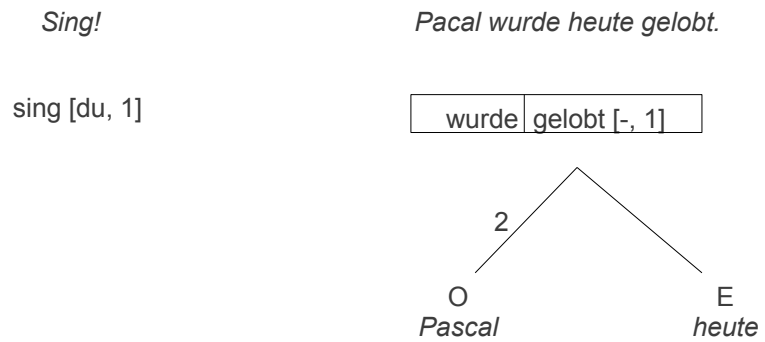 Sing!
Pacal wurde heute gelobt.
sing [du, 1]
wurde gelobt [-, 1]
2
O E
Pascal heute